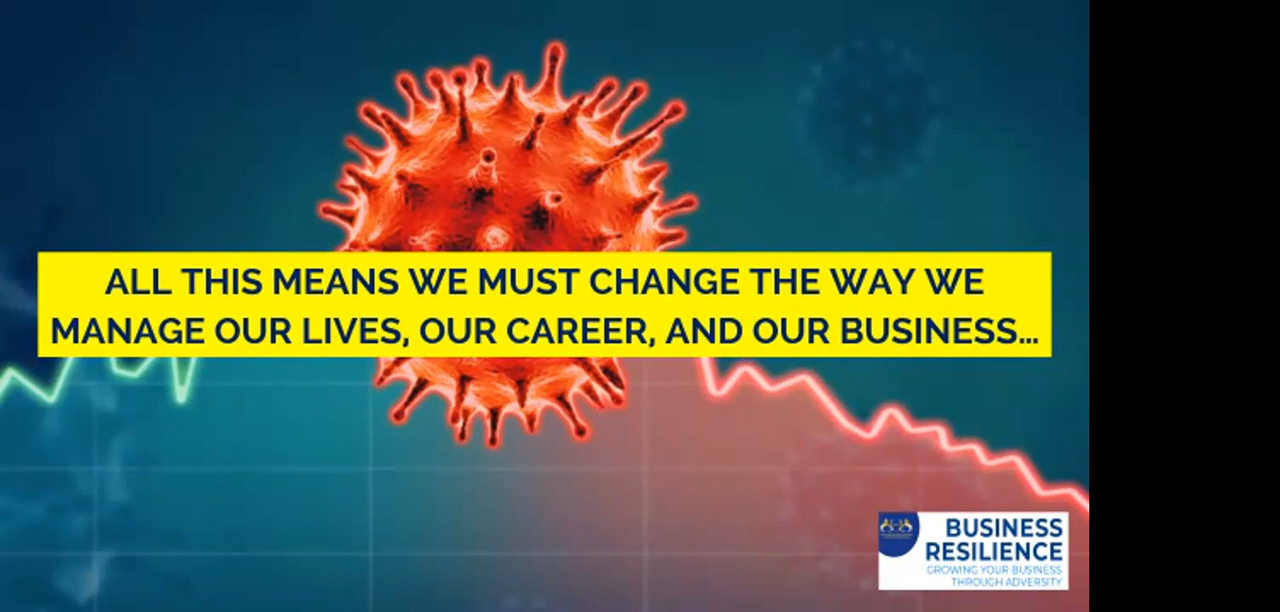 ALL THIS MEANS WE MUST CHANGE THE WAY WE
MANAGE OUR LIVES, OUR CAREER, AND OUR BUSINESS...
BUSINESS
RESILIENCE
GROWING YOUR BUSINESS
THROUGH ADVERSITY